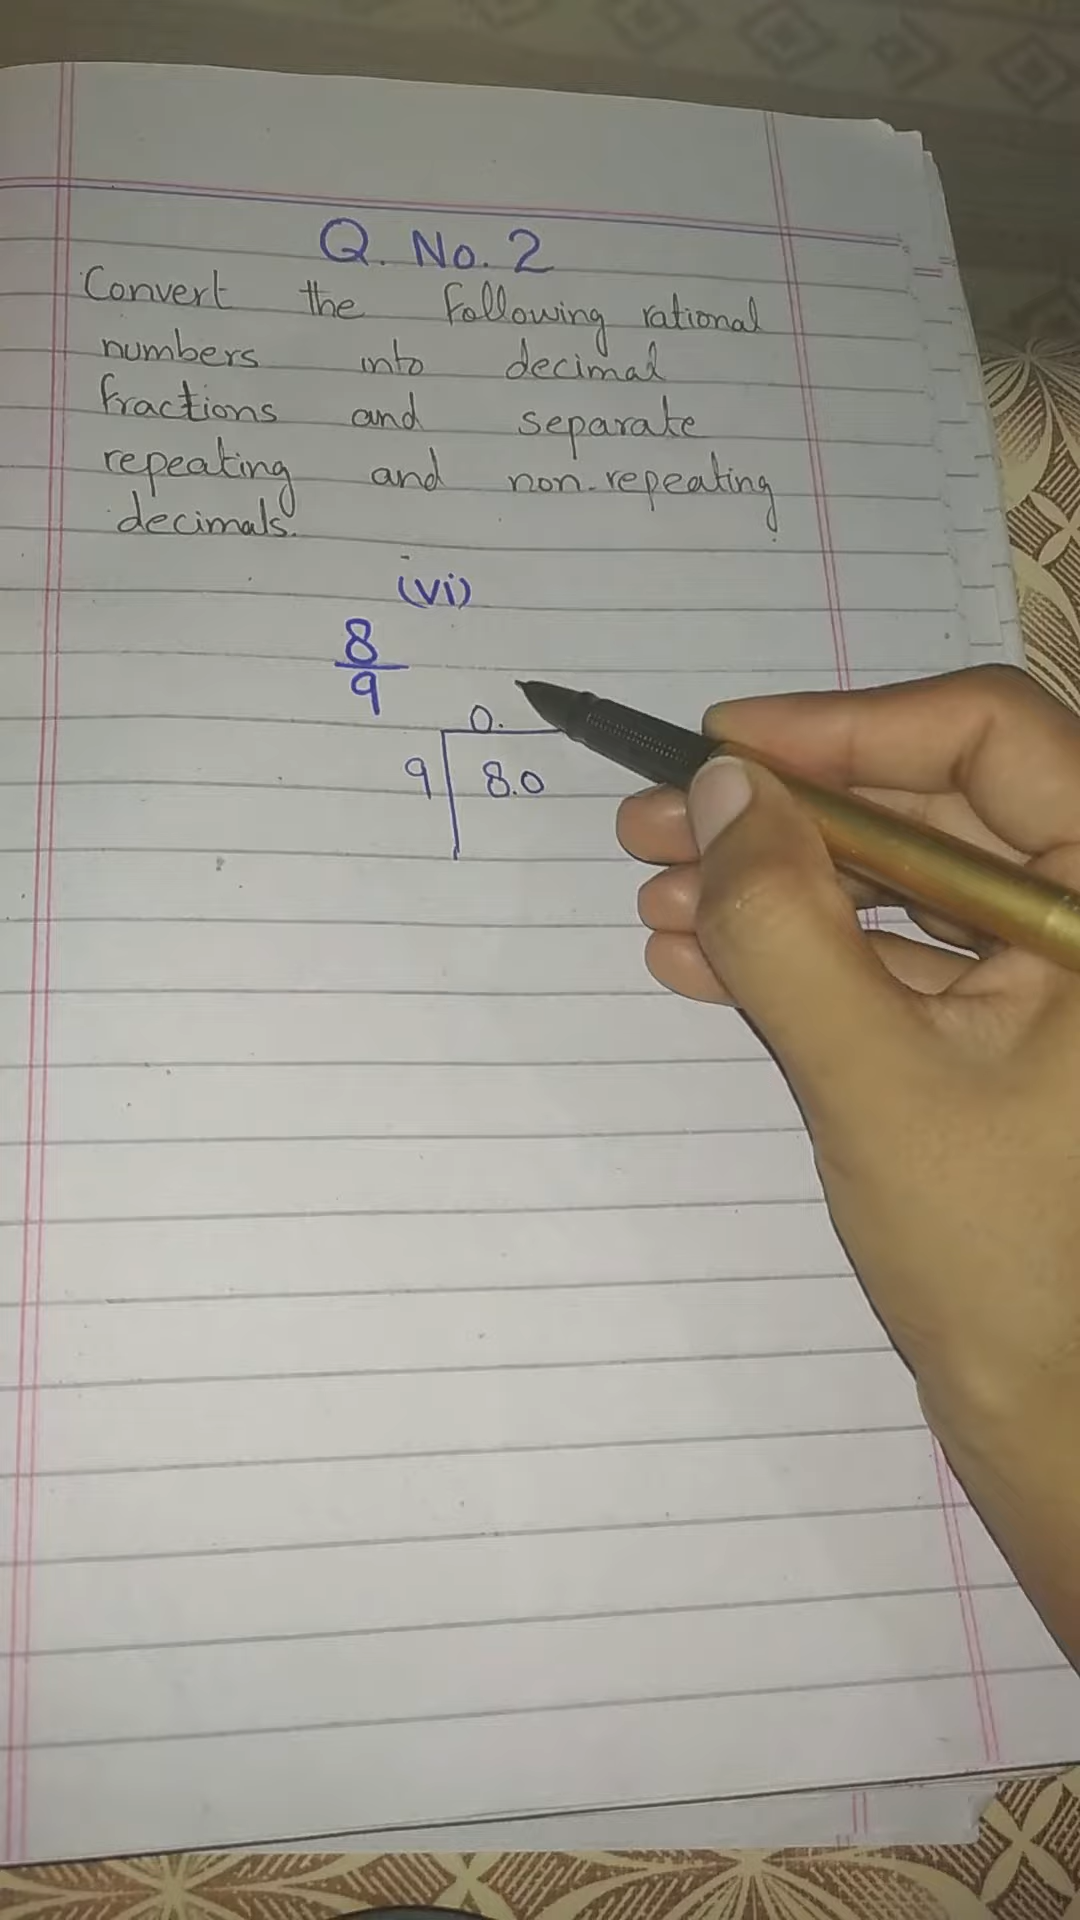 Q. No. 2
Convert the following rational
numbers into decimal
fractions and separate
repeating and non-repeating
decimals.
(vi)
8
9
0.
9 8.0